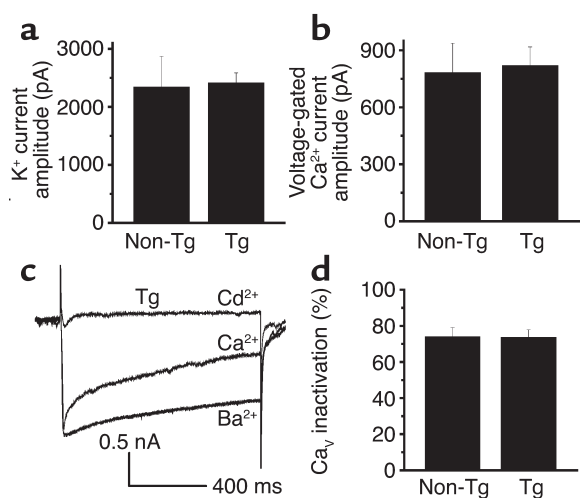 a
K⁺ current
amplitude (pA)
3000
2000
1000
0
Non-Tg
Tg
b
Voltage-gated
Ca²⁺ current
amplitude (pA)
900
600
300
0
Non-Tg
Tg
c
Tg
Cd²⁺
Ca²⁺
Ba²⁺
0.5 nA
400 ms
d
Caᵥ inactivation (%)
100
80
60
40
20
0
Non-Tg
Tg